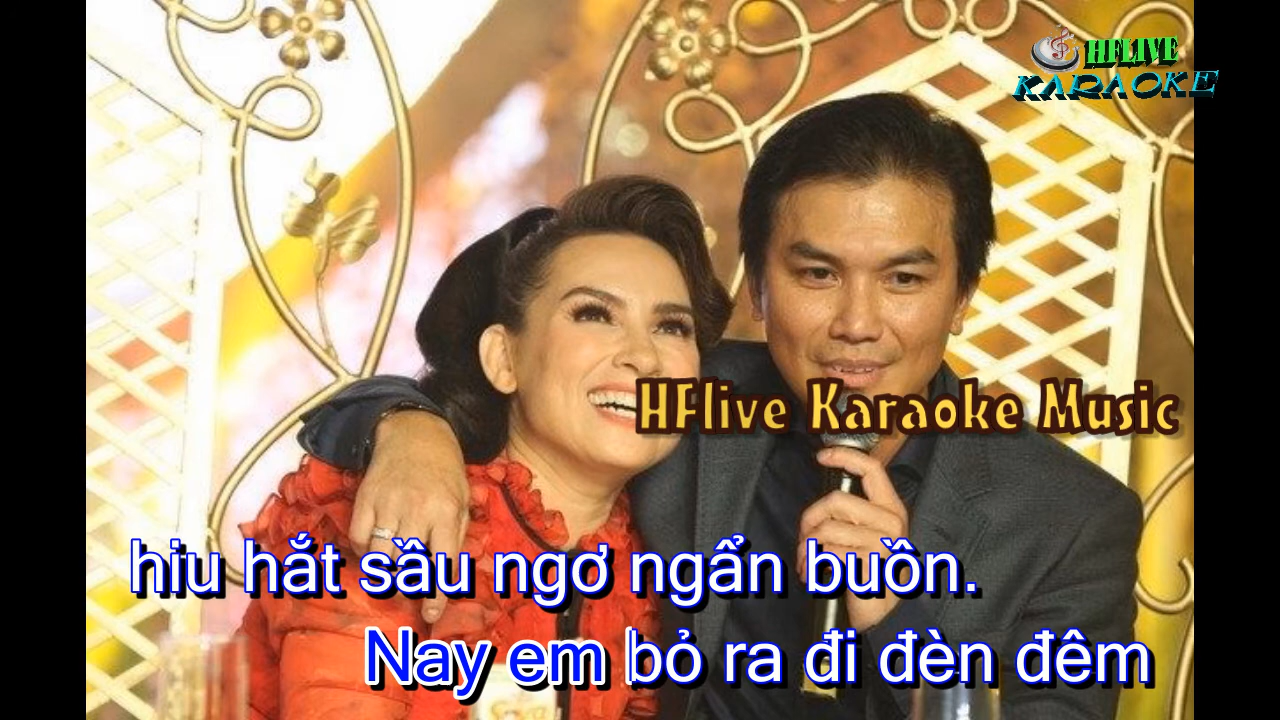 HFLIVE
KARAOKE
HFlive Karaoke Music
hiu hắt sầu ngơ ngẩn buồn.
Nay em bỏ ra đi đèn đêm